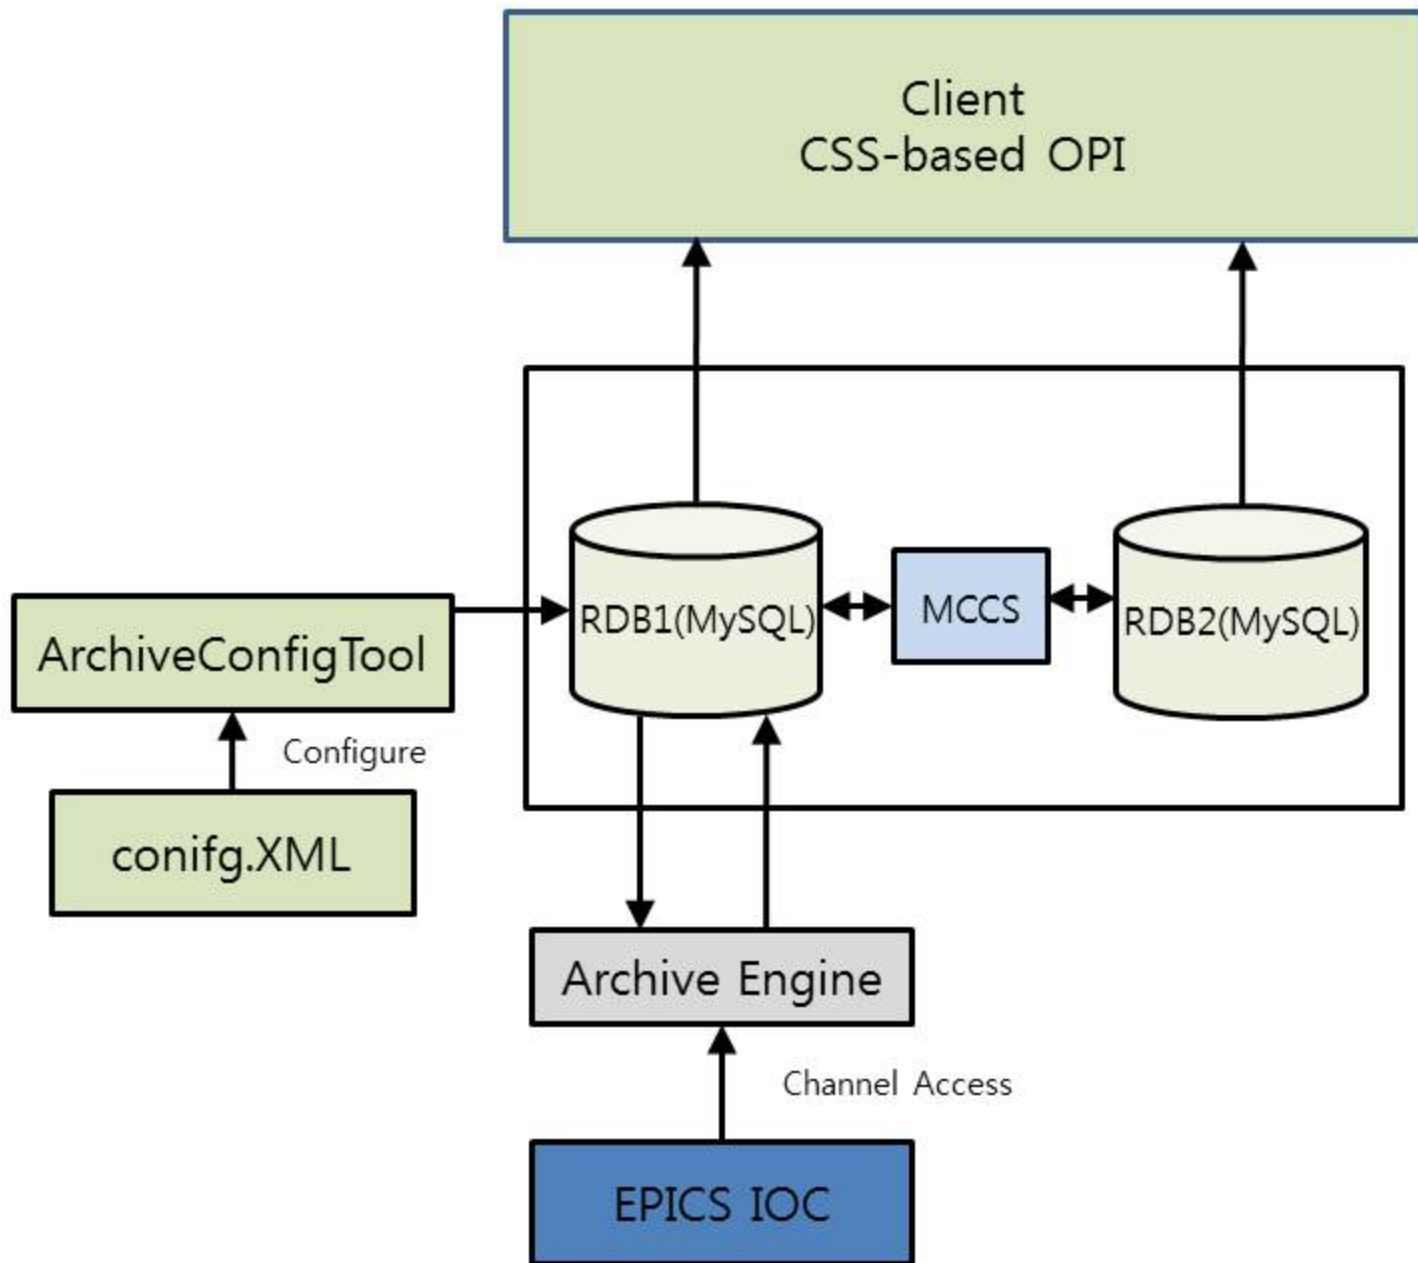 Client
CSS-based OPI
RDB1(MySQL)
MCCS
RDB2(MySQL)
ArchiveConfigTool
Configure
conifg.XML
Archive Engine
Channel Access
EPICS IOC